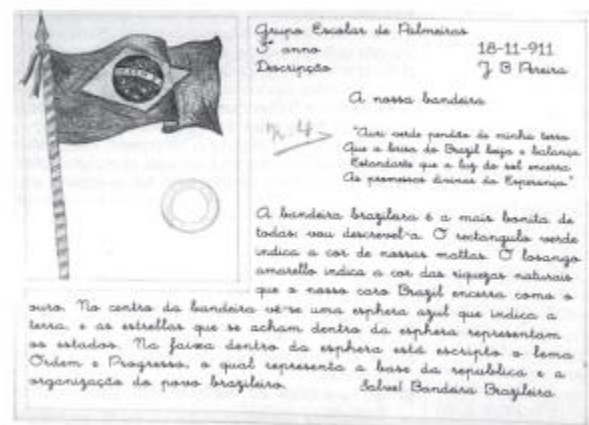 Grupo Escolar de Palmeiras
3º anno 18-11-911
Descripção J B Pereira
A nossa bandeira
n. 4
"Auri verde pendão de minha terra
Que a brisa do Brazil beija e balança
Estandarte que a luz do sol encerra
As promessas divinas da Esperança."
A bandeira brazileira é a mais bonita de
todas; vou descrevel-a. O rectangulo verde
indica a cor de nossas mattas. O losango
amarello indica a cor das riquezas naturais
que o nosso caro Brazil encerra como o
ouro. No centro da bandeira vê-se uma esphera azul que indica a
terra, e as estrellas que se acham dentro da esphera representam
os estados. Na faixa dentro da esphera está escripto o lema
Ordem e Progresso, o qual representa a base da republica e a
organização do povo brazileiro. Salve! Bandeira Brazileira